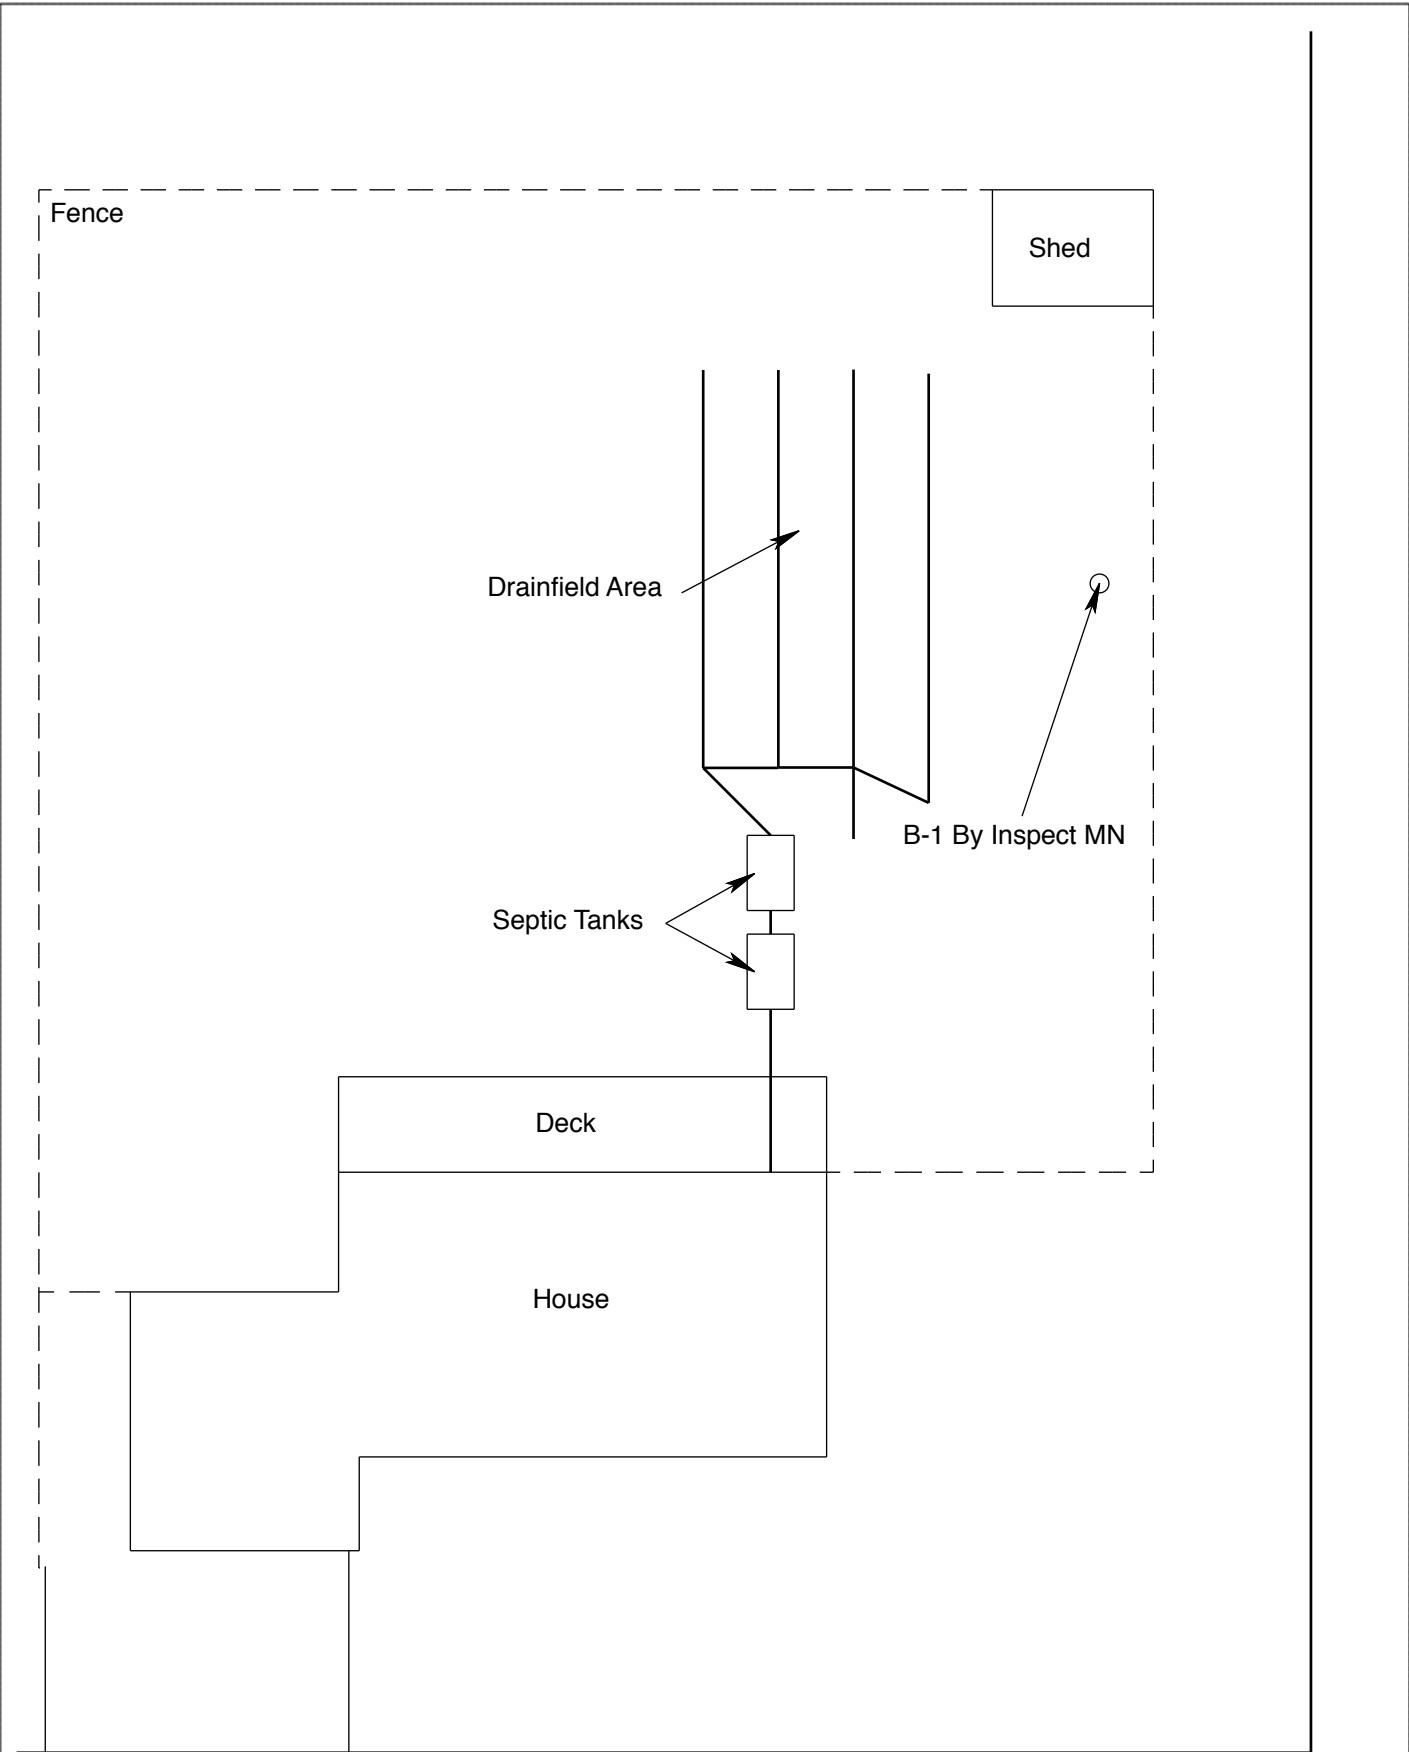 Fence
Shed
Drainfield Area
B-1 By Inspect MN
Septic Tanks
Deck
House